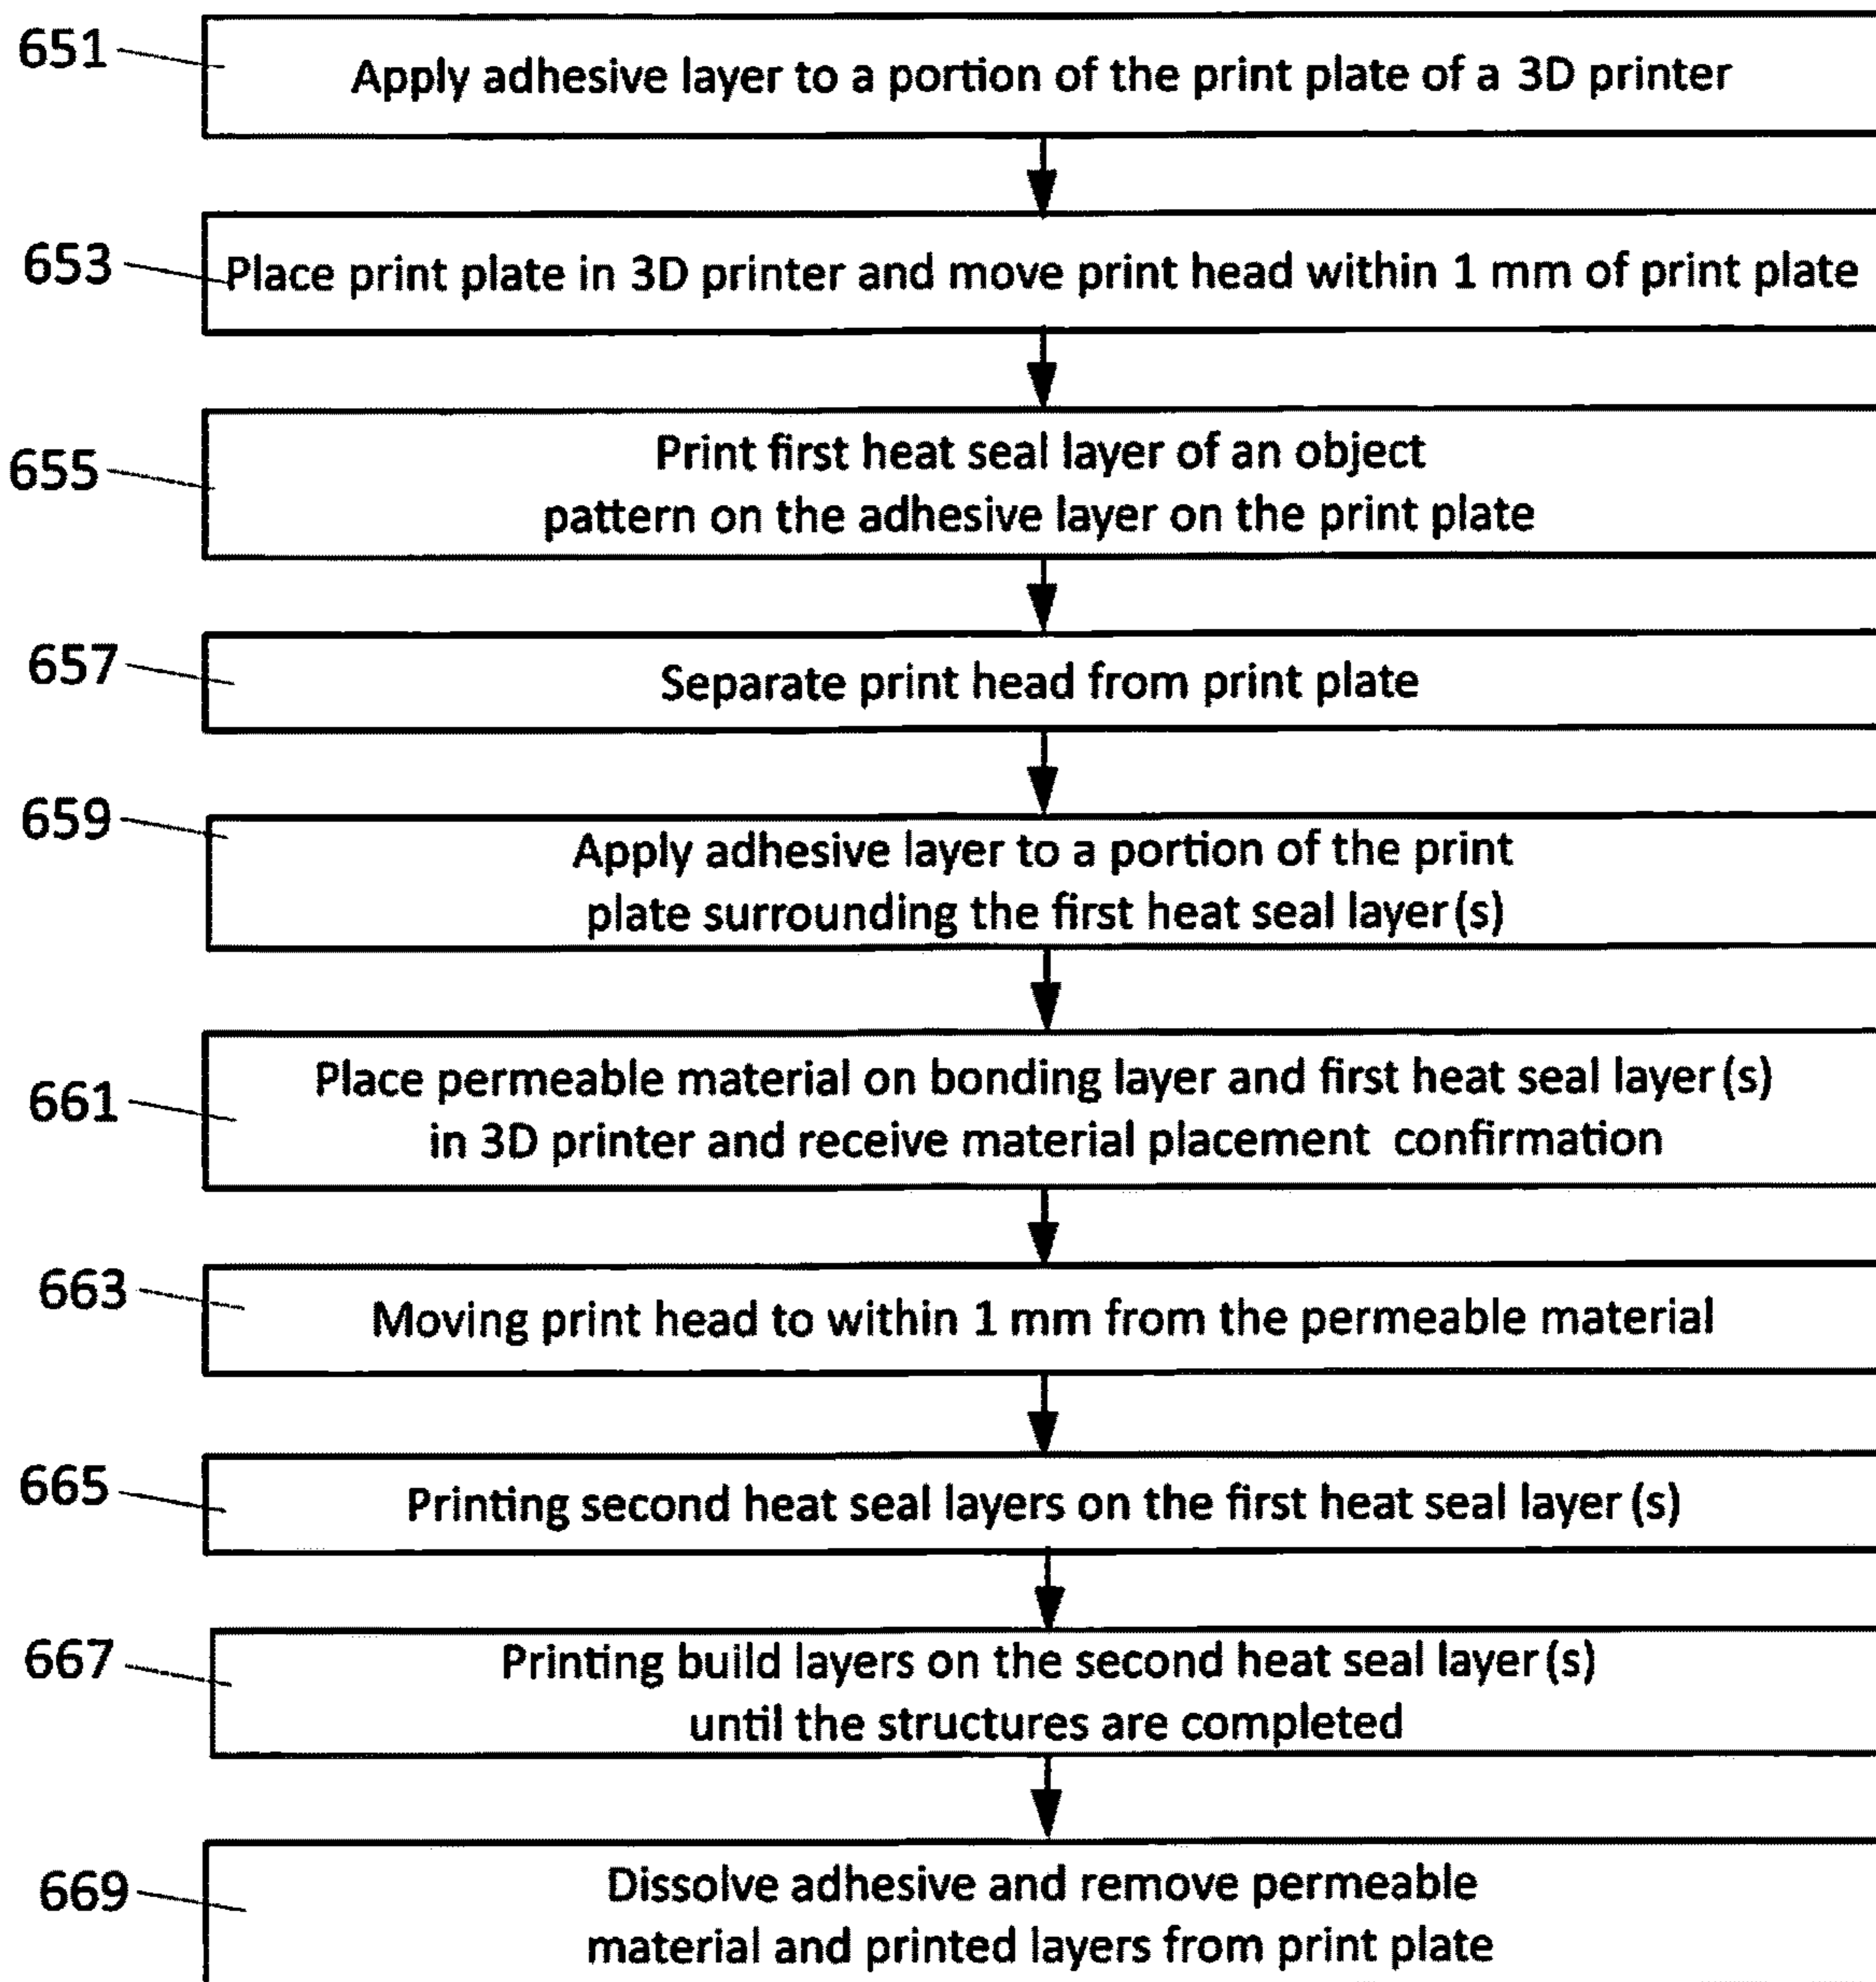 651
Apply adhesive layer to a portion of the print plate of a 3D printer
653
Place print plate in 3D printer and move print head within 1 mm of print plate
655
Print first heat seal layer of an object
pattern on the adhesive layer on the print plate
657
Separate print head from print plate
659
Apply adhesive layer to a portion of the print
plate surrounding the first heat seal layer(s)
661
Place permeable material on bonding layer and first heat seal layer(s)
in 3D printer and receive material placement confirmation
663
Moving print head to within 1 mm from the permeable material
665
Printing second heat seal layers on the first heat seal layer(s)
667
Printing build layers on the second heat seal layer(s)
until the structures are completed
669
Dissolve adhesive and remove permeable
material and printed layers from print plate